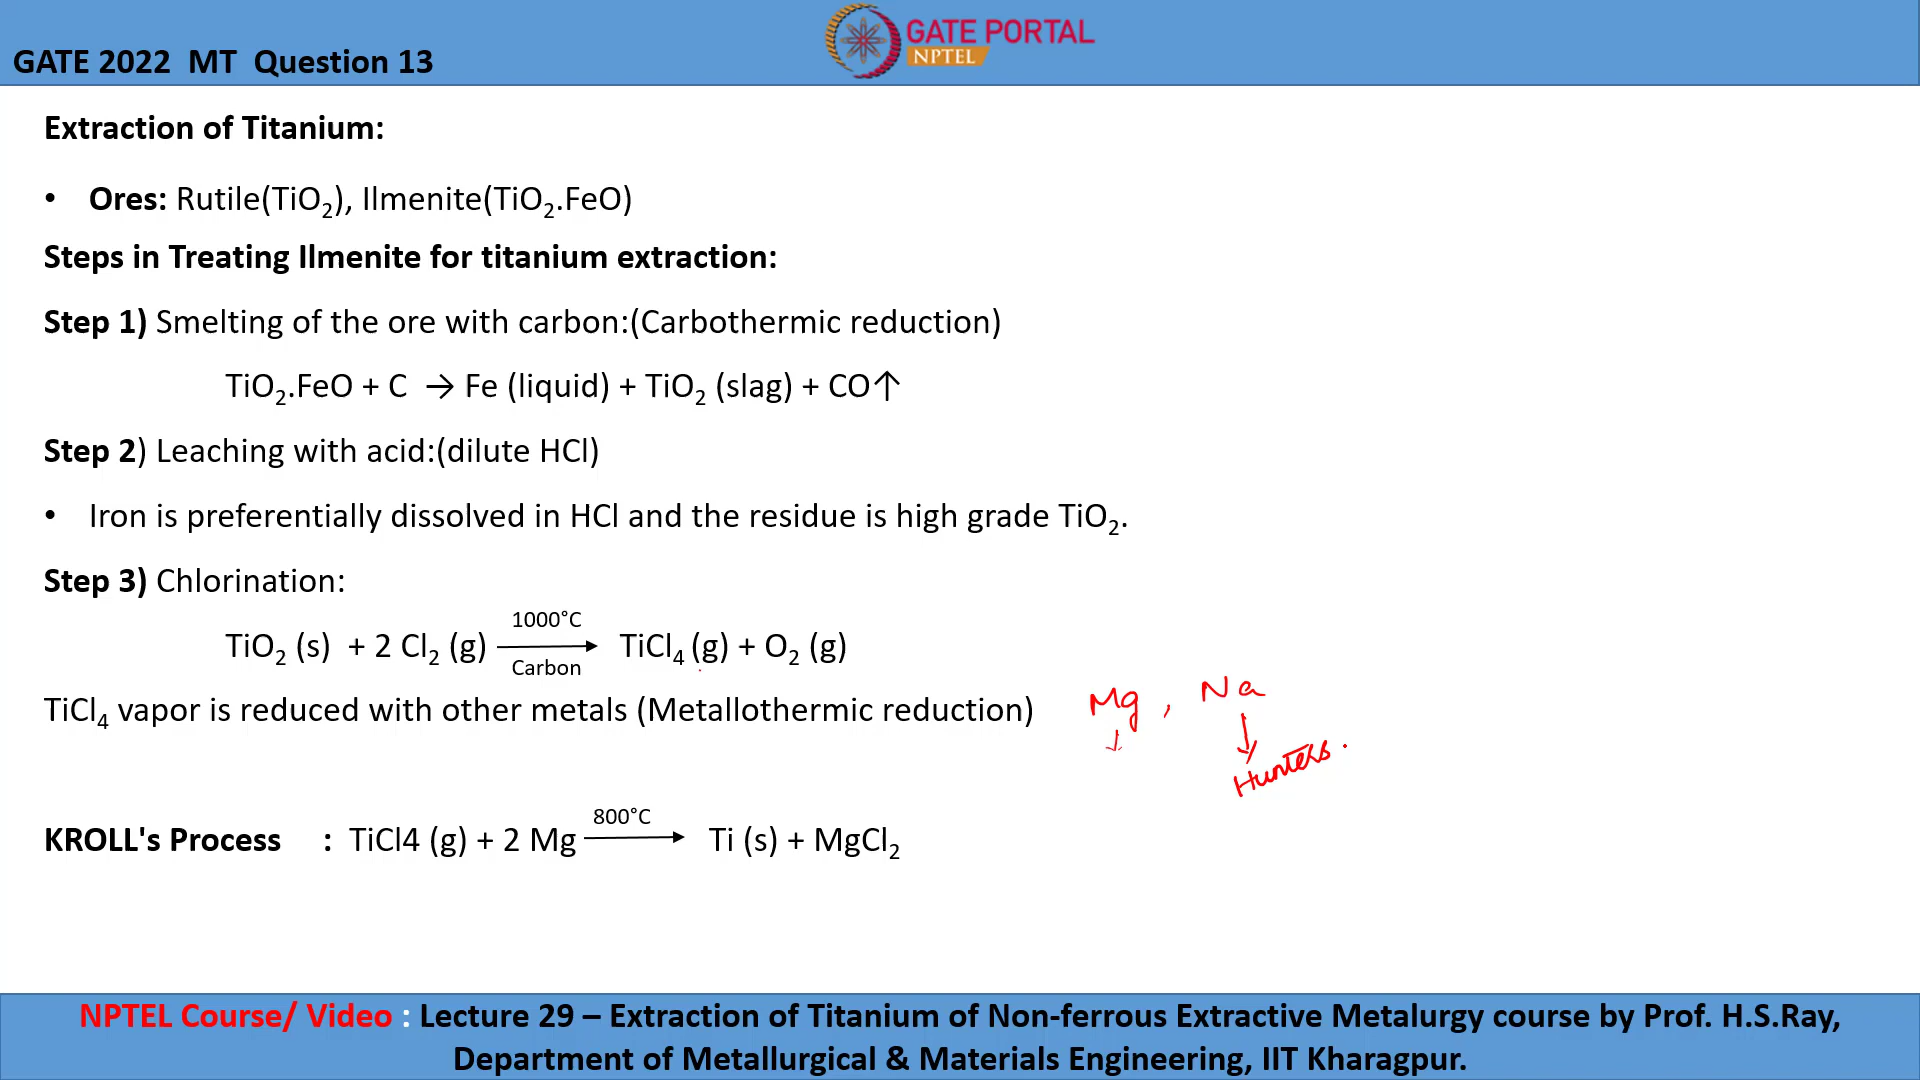 GATE PORTAL
NPTEL
GATE 2022 MT Question 13
Extraction of Titanium:
• Ores: Rutile(TiO₂), Ilmenite(TiO₂.FeO)
Steps in Treating Ilmenite for titanium extraction:
Step 1) Smelting of the ore with carbon:(Carbothermic reduction)
TiO₂.FeO + C → Fe (liquid) + TiO₂ (slag) + CO↑
Step 2) Leaching with acid:(dilute HCl)
• Iron is preferentially dissolved in HCl and the residue is high grade TiO₂.
Step 3) Chlorination:
1000°C
TiO₂ (s) + 2 Cl₂ (g) → TiCl₄ (g) + O₂ (g)
Carbon
TiCl₄ vapor is reduced with other metals (Metallothermic reduction) Mg, Na
↓ ↓
Hunters.
800°C
KROLL's Process : TiCl4 (g) + 2 Mg → Ti (s) + MgCl₂
NPTEL Course/ Video : Lecture 29 – Extraction of Titanium of Non-ferrous Extractive Metalurgy course by Prof. H.S.Ray,
Department of Metallurgical & Materials Engineering, IIT Kharagpur.